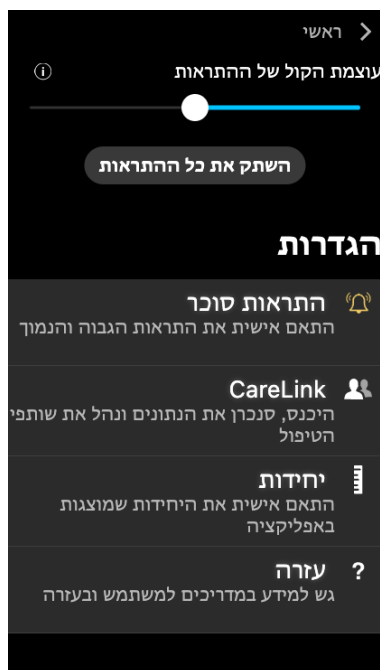 ראשי
עוצמת הקול של ההתראות
השתק את כל ההתראות
הגדרות
התראות סוכר
התאם אישית את התראות הגבוה והנמוך
CareLink
היכנס, סנכרן את הנתונים ונהל את שותפי
הטיפול
יחידות
התאם אישית את היחידות שמוצגות
באפליקציה
עזרה
גש למידע במדריכים למשתמש ובעזרה